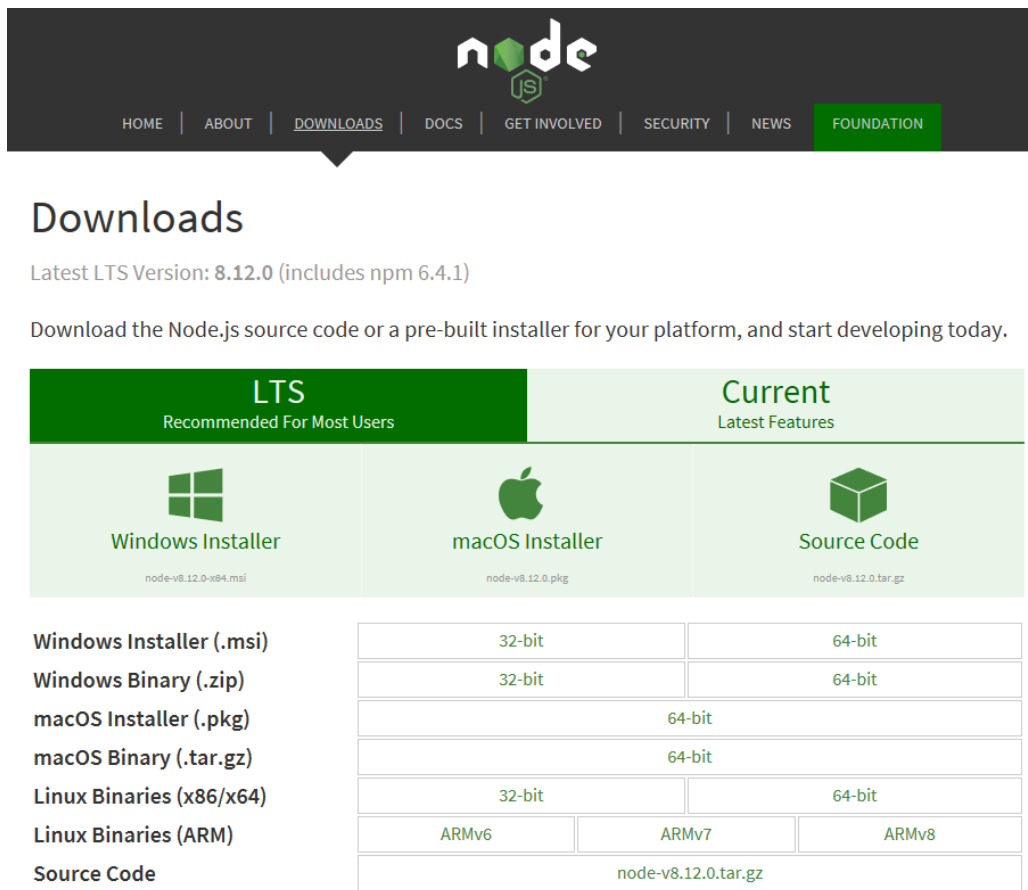 node
JS
HOME | ABOUT | DOWNLOADS | DOCS | GET INVOLVED | SECURITY | NEWS FOUNDATION
Downloads
Latest LTS Version: 8.12.0 (includes npm 6.4.1)
Download the Node.js source code or a pre-built installer for your platform, and start developing today.
LTS Current
Recommended For Most Users Latest Features
Windows Installer macOS Installer Source Code
node-v8.12.0-x64.msi node-v8.12.0.pkg node-v8.12.0.tar.gz
Windows Installer (.msi) 32-bit 64-bit
Windows Binary (.zip) 32-bit 64-bit
macOS Installer (.pkg) 64-bit
macOS Binary (.tar.gz) 64-bit
Linux Binaries (x86/x64) 32-bit 64-bit
Linux Binaries (ARM) ARMv6 ARMv7 ARMv8
Source Code node-v8.12.0.tar.gz